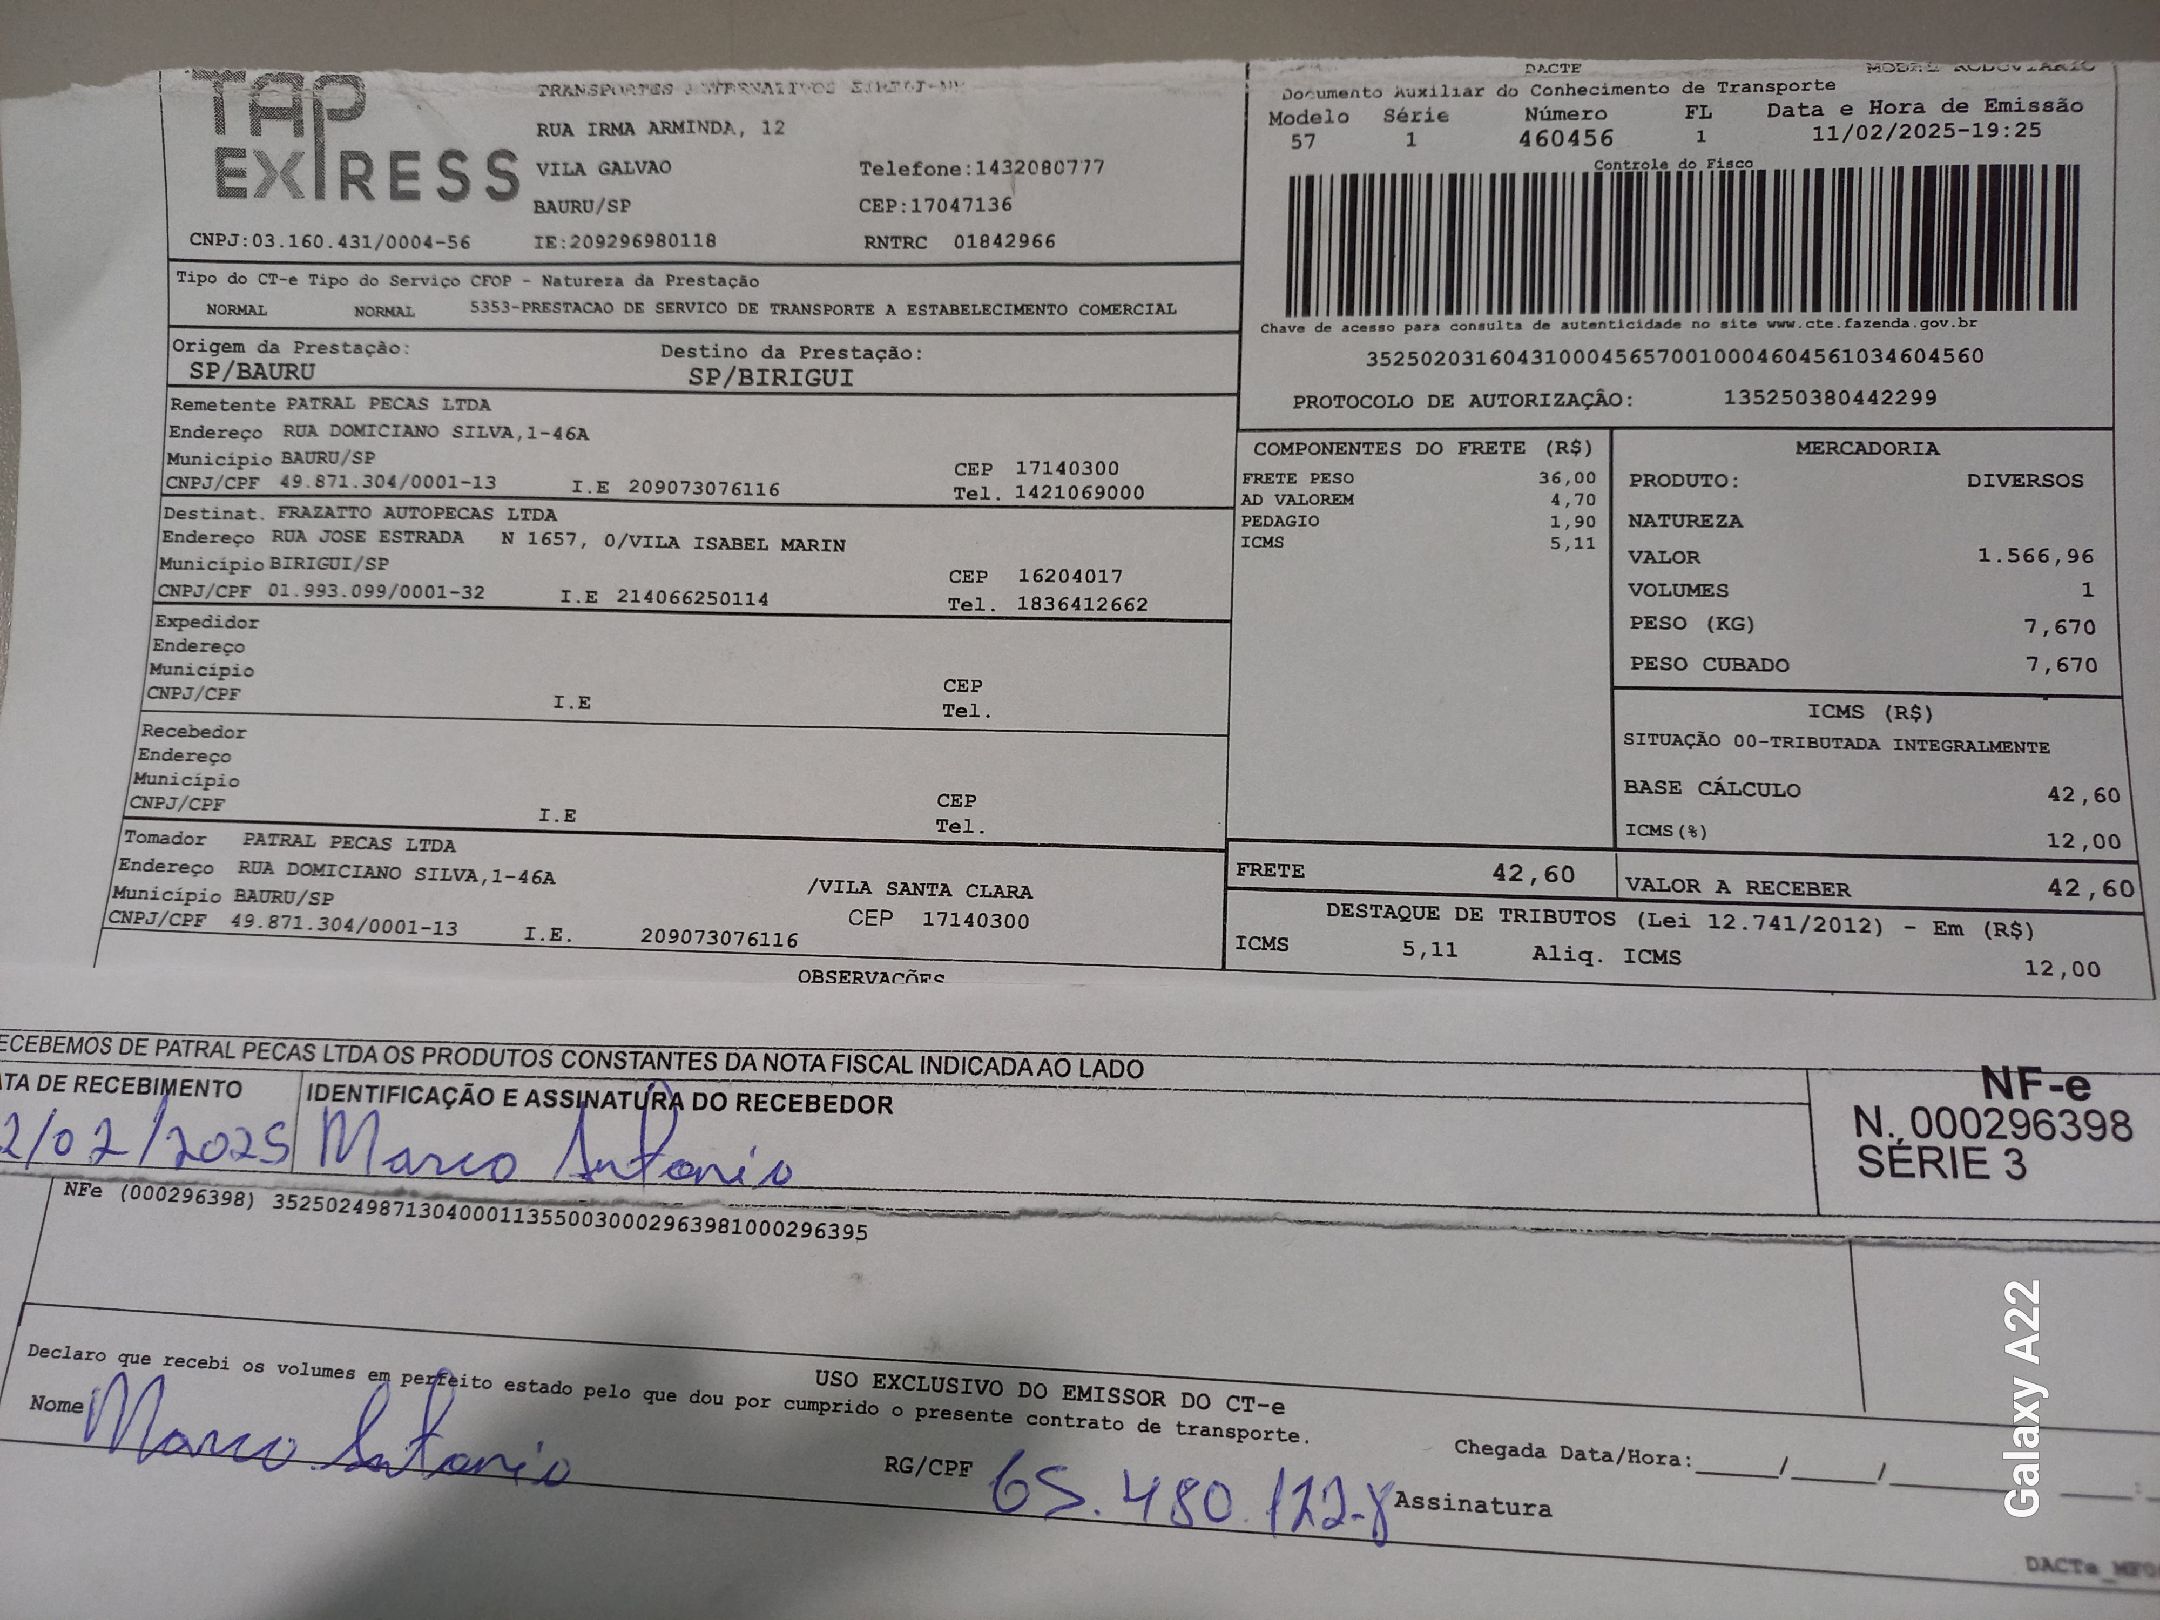 TAP
EXPRESS
RUA IRMA ARMINDA, 12
VILA GALVAO Telefone:1432080777
BAURU/SP CEP:17047136
CNPJ:03.160.431/0004-56 IE:209296980118 RNTRC 01842966
DACTE MODAL RODOVIÁRIO
Documento Auxiliar do Conhecimento de Transporte
Modelo Série Número FL Data e Hora de Emissão
57 1 460456 1 11/02/2025-19:25
Controle do Fisco
Chave de acesso para consulta de autenticidade no site www.cte.fazenda.gov.br
35250203160431000456570010004604561034604560
PROTOCOLO DE AUTORIZAÇÂO: 135250380442299
Tipo do CT-e Tipo do Serviço CFOP - Natureza da Prestação
NORMAL NORMAL 5353-PRESTACAO DE SERVICO DE TRANSPORTE A ESTABELECIMENTO COMERCIAL
Origem da Prestação: Destino da Prestação:
SP/BAURU SP/BIRIGUI
Remetente PATRAL PECAS LTDA
Endereço RUA DOMICIANO SILVA,1-46A
Município BAURU/SP CEP 17140300
CNPJ/CPF 49.871.304/0001-13 I.E 209073076116 Tel. 1421069000
Destinat. FRAZATTO AUTOPECAS LTDA
Endereço RUA JOSE ESTRADA N 1657, 0/VILA ISABEL MARIN
Município BIRIGUI/SP CEP 16204017
CNPJ/CPF 01.993.099/0001-32 I.E 214066250114 Tel. 1836412662
Expedidor
Endereço
Município CEP
CNPJ/CPF I.E Tel.
Recebedor
Endereço
Município CEP
CNPJ/CPF I.E Tel.
Tomador PATRAL PECAS LTDA
Endereço RUA DOMICIANO SILVA,1-46A /VILA SANTA CLARA
Município BAURU/SP CEP 17140300
CNPJ/CPF 49.871.304/0001-13 I.E. 209073076116
COMPONENTES DO FRETE (R$)
FRETE PESO 36,00
AD VALOREM 4,70
PEDAGIO 1,90
ICMS 5,11
MERCADORIA
PRODUTO: DIVERSOS
NATUREZA
VALOR 1.566,96
VOLUMES 1
PESO (KG) 7,670
PESO CUBADO 7,670
ICMS (R$)
SITUAÇÃO 00-TRIBUTADA INTEGRALMENTE
BASE CÁLCULO 42,60
ICMS(%) 12,00
FRETE 42,60 VALOR A RECEBER 42,60
DESTAQUE DE TRIBUTOS (Lei 12.741/2012) - Em (R$)
ICMS 5,11 Aliq. ICMS 12,00
OBSERVAÇÕES
ECEBEMOS DE PATRAL PECAS LTDA OS PRODUTOS CONSTANTES DA NOTA FISCAL INDICADA AO LADO
ATA DE RECEBIMENTO IDENTIFICAÇÃO E ASSINATURA DO RECEBEDOR
2/02/2025 Marco Antonio
NF-e
N. 000296398
SÉRIE 3
NFe (000296398) 35250249871304000113550030002963981000296395
USO EXCLUSIVO DO EMISSOR DO CT-e
Declaro que recebi os volumes em perfeito estado pelo que dou por cumprido o presente contrato de transporte.
Nome Marco Antonio RG/CPF 65.480.122-8 Assinatura
Chegada Data/Hora:_____/_____/_____ ____:_
Galaxy A22